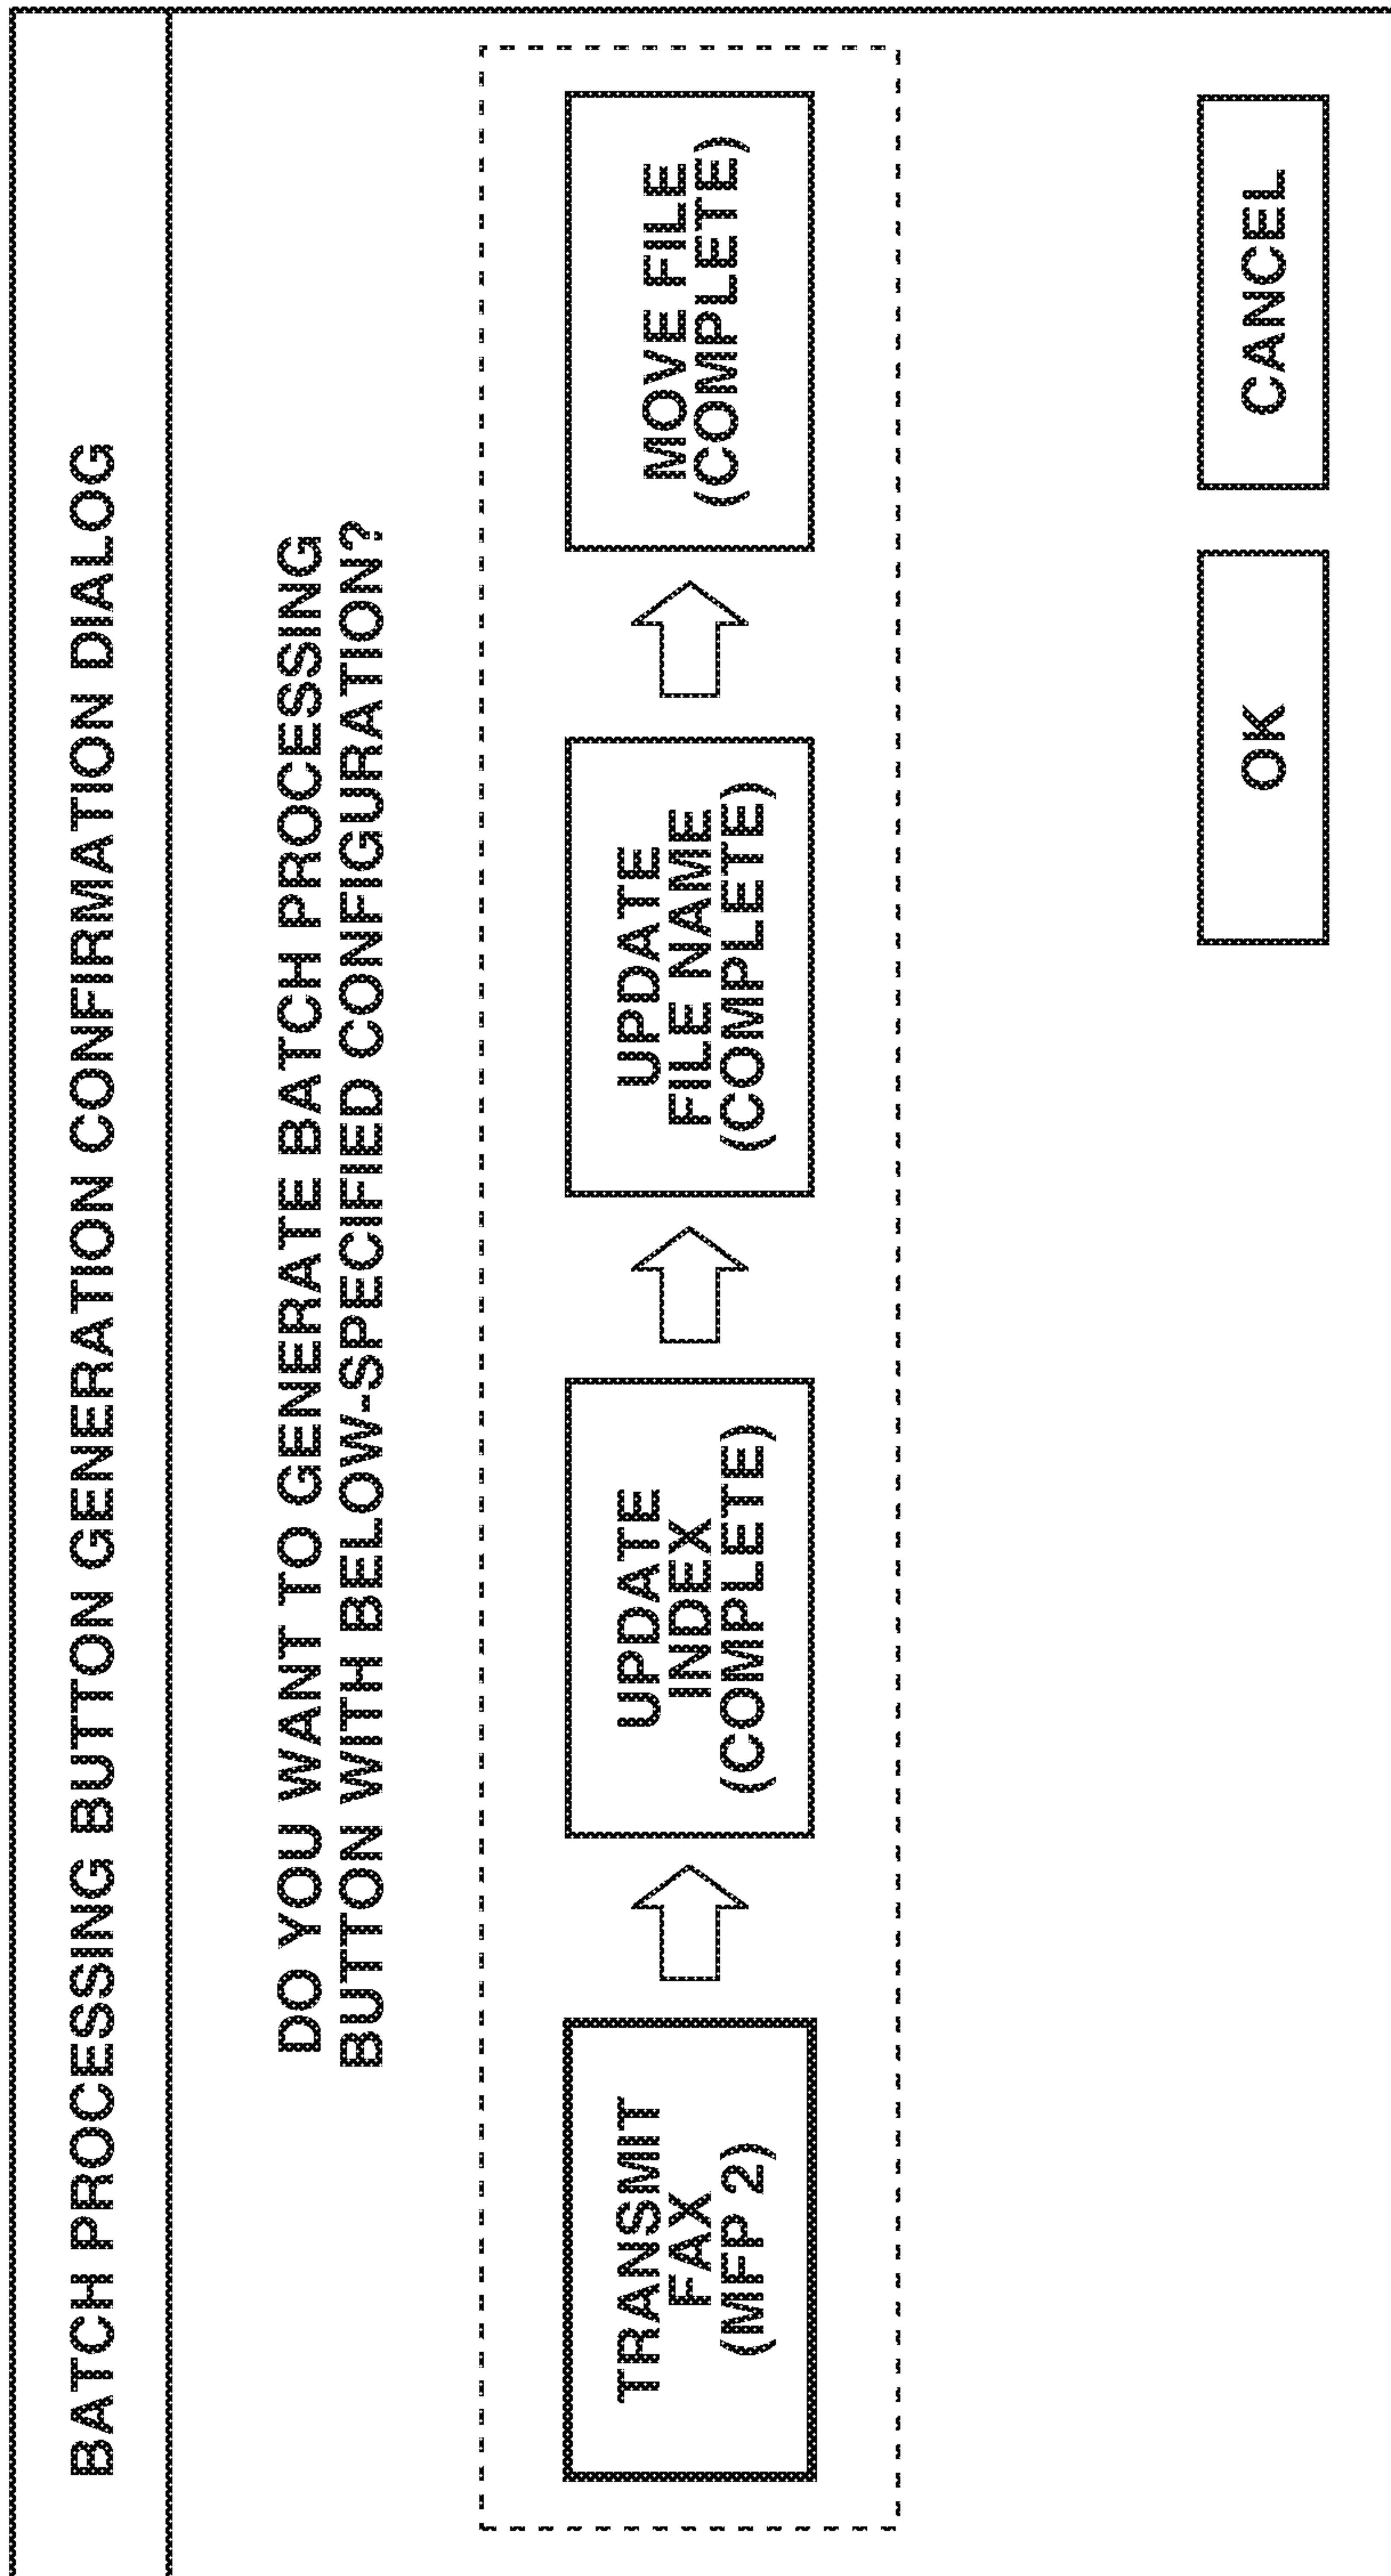 BATCH PROCESSING BUTTON GENERATION CONFIRMATION DIALOG
DO YOU WANT TO GENERATE BATCH PROCESSING
BUTTON WITH BELOW-SPECIFIED CONFIGURATION?
TRANSMIT
FAX
(MFP 2)
UPDATE
INDEX
(COMPLETE)
UPDATE
FILE NAME
(COMPLETE)
MOVE FILE
(COMPLETE)
OK
CANCEL